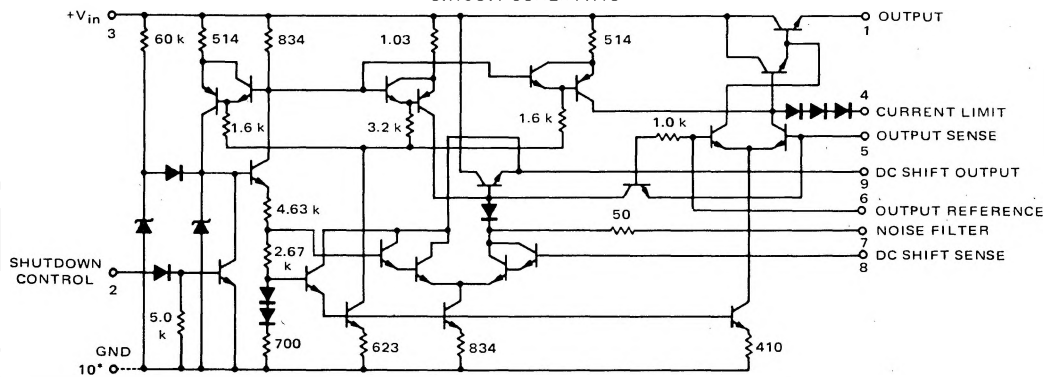 +Vin
3
60 k
514
834
1.03
514
OUTPUT
1
4
CURRENT LIMIT
1.6 k
3.2 k
1.6 k
1.0 k
OUTPUT SENSE
5
DC SHIFT OUTPUT
9
6
OUTPUT REFERENCE
4.63 k
50
NOISE FILTER
7
2.67
k
DC SHIFT SENSE
8
SHUTDOWN
CONTROL
2
5.0
k
700
623
834
410
GND
10*